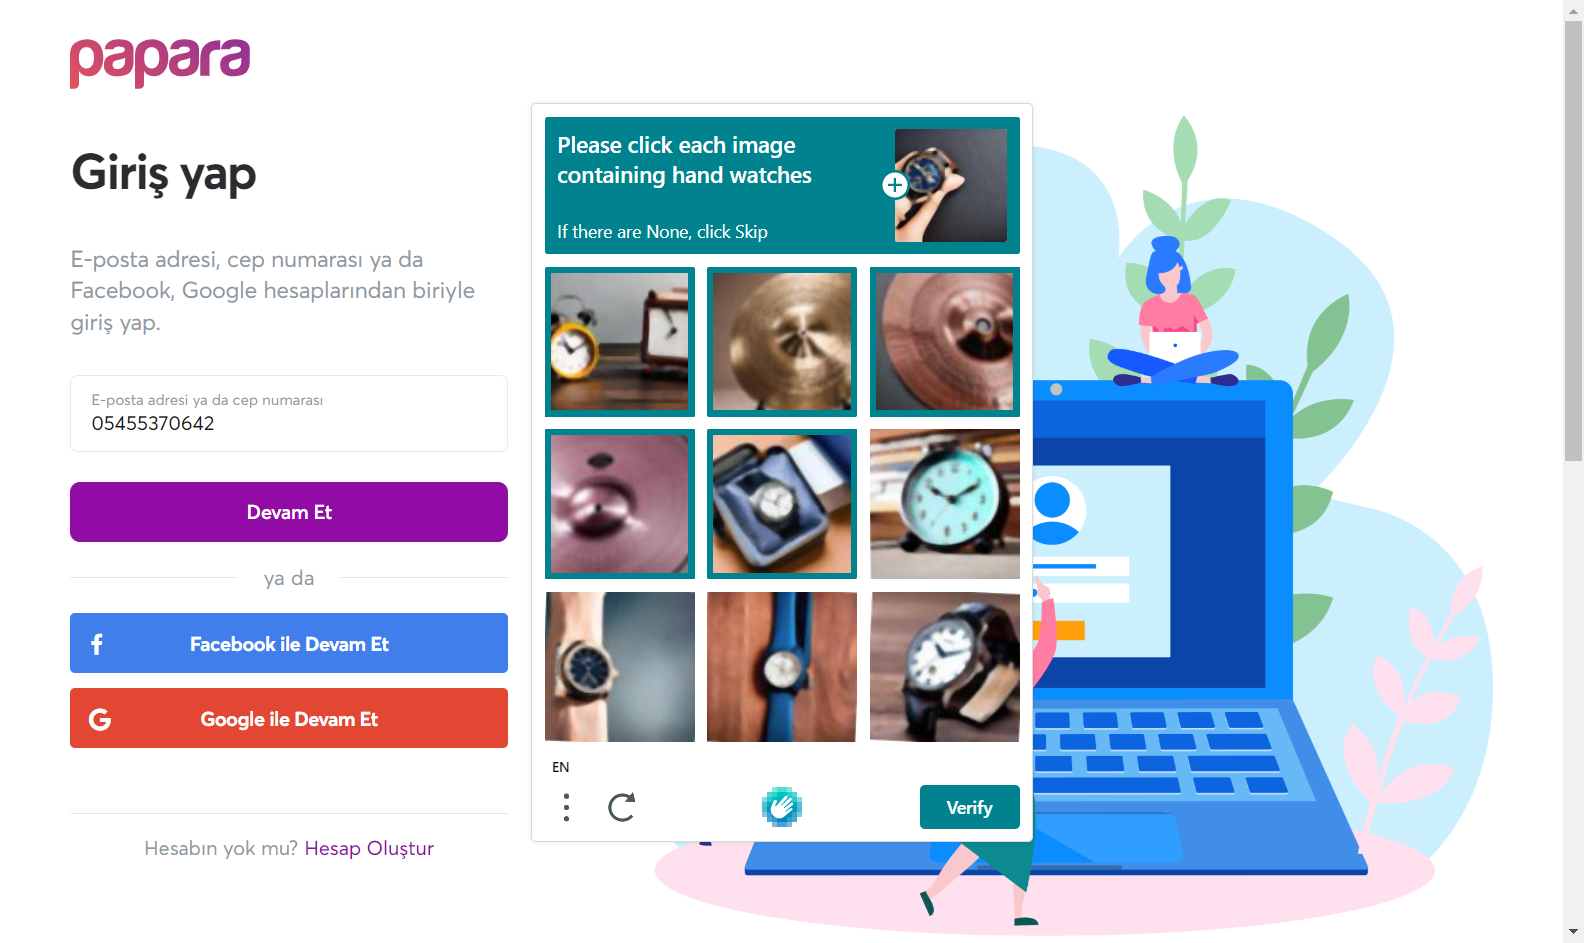 papara
Giriş yap
E-posta adresi, cep numarası ya da
Facebook, Google hesaplarından biriyle
giriş yap.
E-posta adresi ya da cep numarası
05455370642
Devam Et
ya da
f Facebook ile Devam Et
G Google ile Devam Et
Hesabın yok mu? Hesap Oluştur
Please click each image
containing hand watches
If there are None, click Skip
EN
Verify